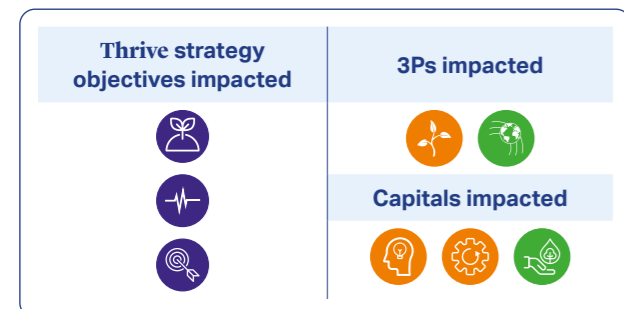 Thrive strategy
objectives impacted
3Ps impacted
Capitals impacted